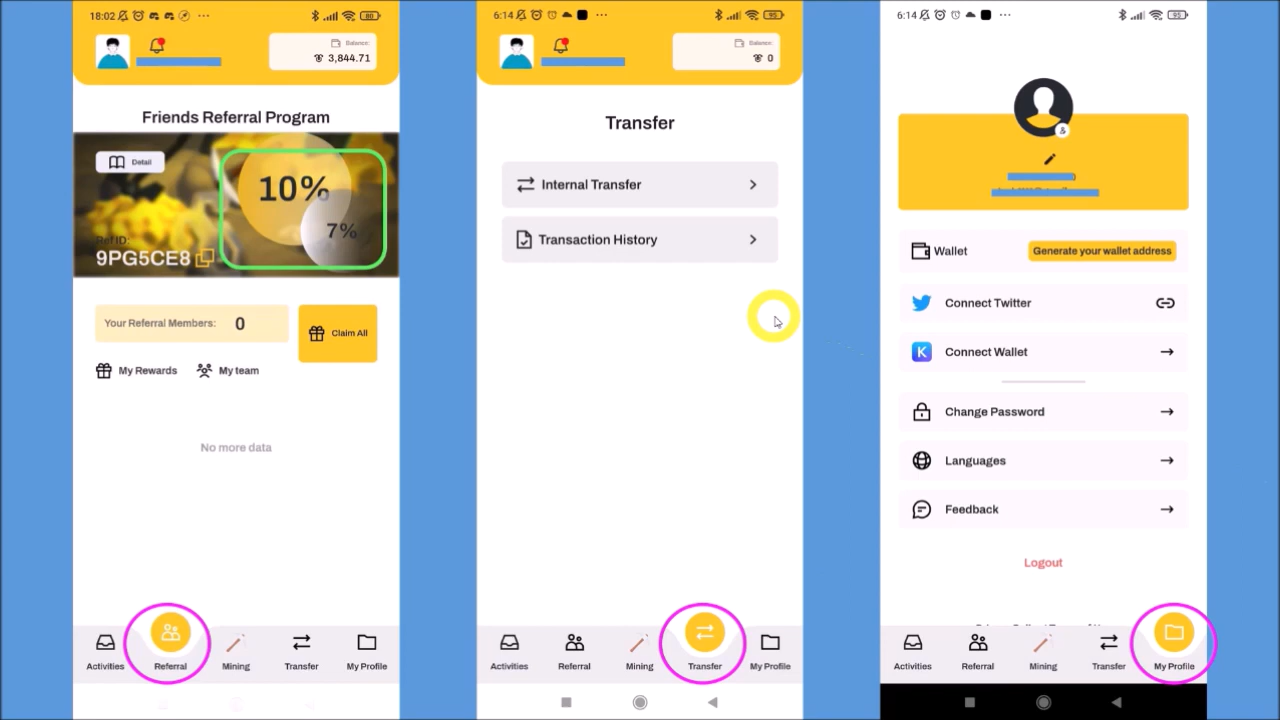 18:02
Balance:
3,844.71
Friends Referral Program
Detail
10%
7%
Ref ID:
9PG5CE8
Your Referral Members: 0
Claim All
My Rewards
My team
No more data
Activities
Referral
Mining
Transfer
My Profile
6:14
Balance:
0
Transfer
Internal Transfer
Transaction History
Activities
Referral
Mining
Transfer
My Profile
6:14
Wallet
Generate your wallet address
Connect Twitter
K
Connect Wallet
Change Password
Languages
Feedback
Logout
Activities
Referral
Mining
Transfer
My Profile